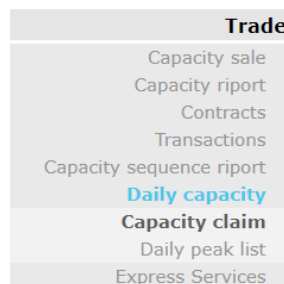 Trade
Capacity sale
Capacity riport
Contracts
Transactions
Capacity sequence riport
Daily capacity
Capacity claim
Daily peak list
Express Services